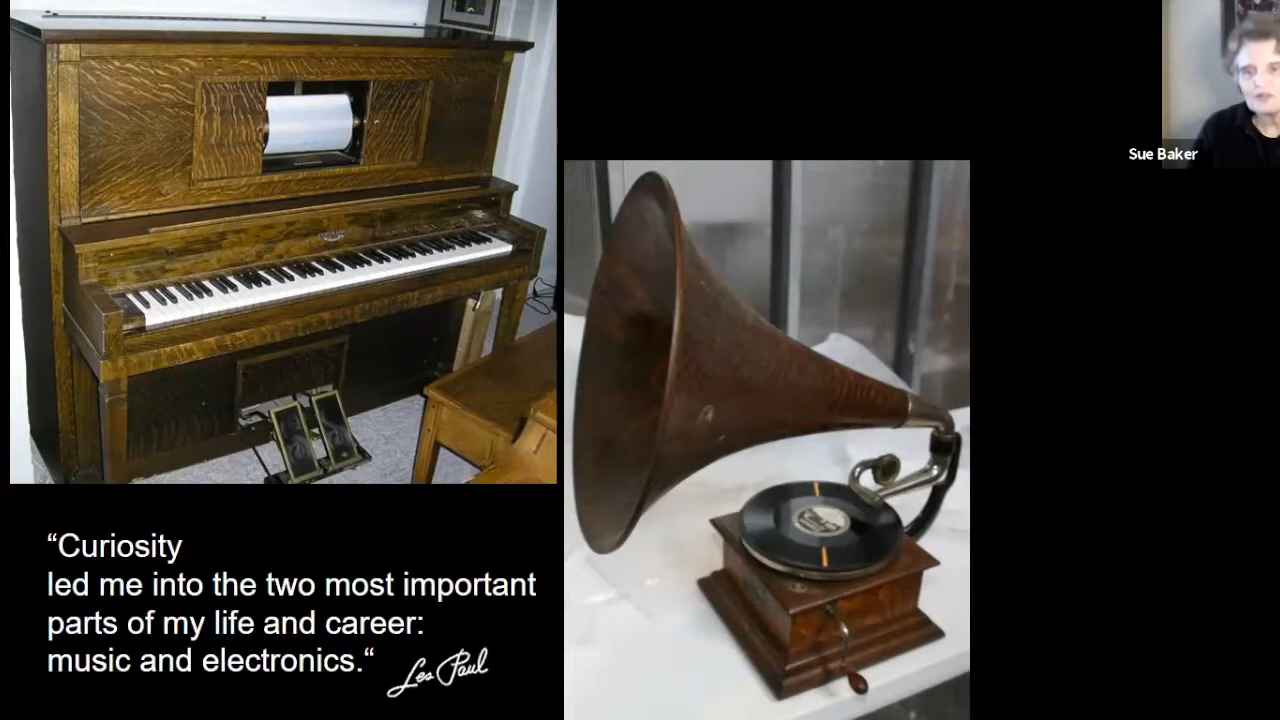 Sue Baker
“Curiosity
led me into the two most important
parts of my life and career:
music and electronics.“
Les Paul